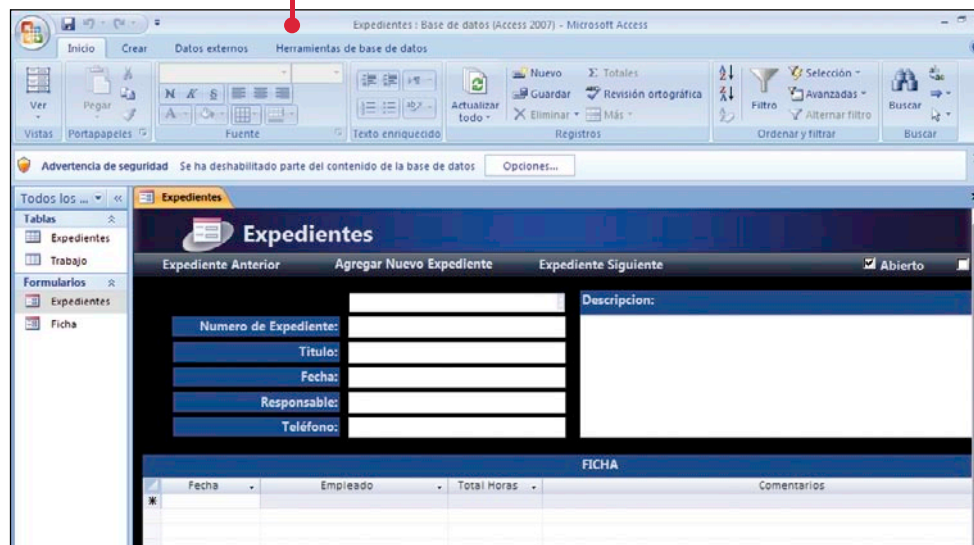 Expedientes : Base de datos (Access 2007) - Microsoft Access
Inicio Crear Datos externos Herramientas de base de datos
Ver
Vistas
Pegar
Portapapeles
N K S
A
Fuente
ab
Texto enriquecido
Actualizar todo
Nuevo
Guardar
Eliminar
Σ Totales
Revisión ortográfica
Más
Registros
Filtro
Selección
Avanzadas
Alternar filtro
Ordenar y filtrar
Buscar
Buscar
Advertencia de seguridad Se ha deshabilitado parte del contenido de la base de datos Opciones...
Todos los ... «
Tablas
Expedientes
Trabajo
Formularios
Expedientes
Ficha
Expedientes
Expedientes
Expediente Anterior Agregar Nuevo Expediente Expediente Siguiente Abierto
Descripcion:
Numero de Expediente:
Titulo:
Fecha:
Responsable:
Teléfono:
FICHA
Fecha Empleado Total Horas Comentarios